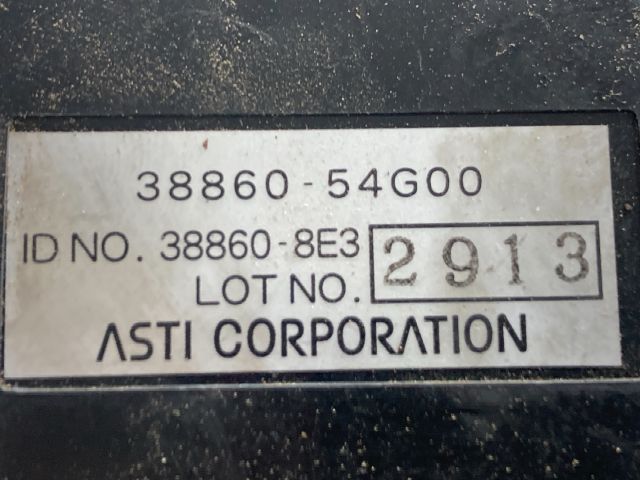 38860-54G00
ID NO. 38860-8E3
LOT NO. 2913
ASTI CORPORATION